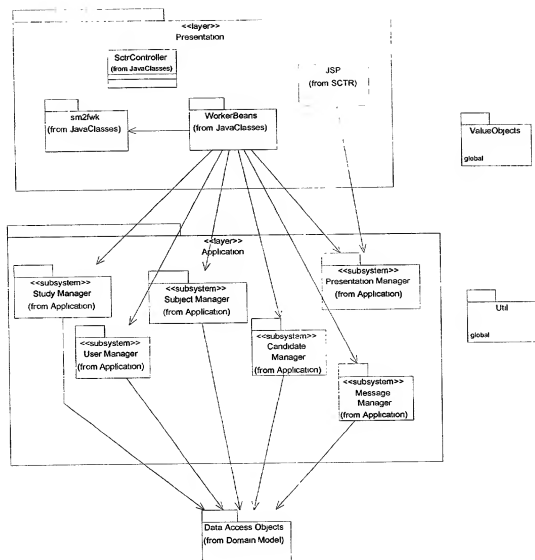 <<layer>>
Presentation
SctrController
(from JavaClasses)
JSP
(from SCTR)
sm2fwk
(from JavaClasses)
WorkerBeans
(from JavaClasses)
ValueObjects
global
<<layer>>
Application
<<subsystem>>
Study Manager
(from Application)
<<subsystem>>
Subject Manager
(from Application)
<<subsystem>>
Presentation Manager
(from Application)
<<subsystem>>
User Manager
(from Application)
<<subsystem>>
Candidate
Manager
(from Application)
<<subsystem>>
Message
Manager
(from Application)
Util
global
Data Access Objects
(from Domain Model)